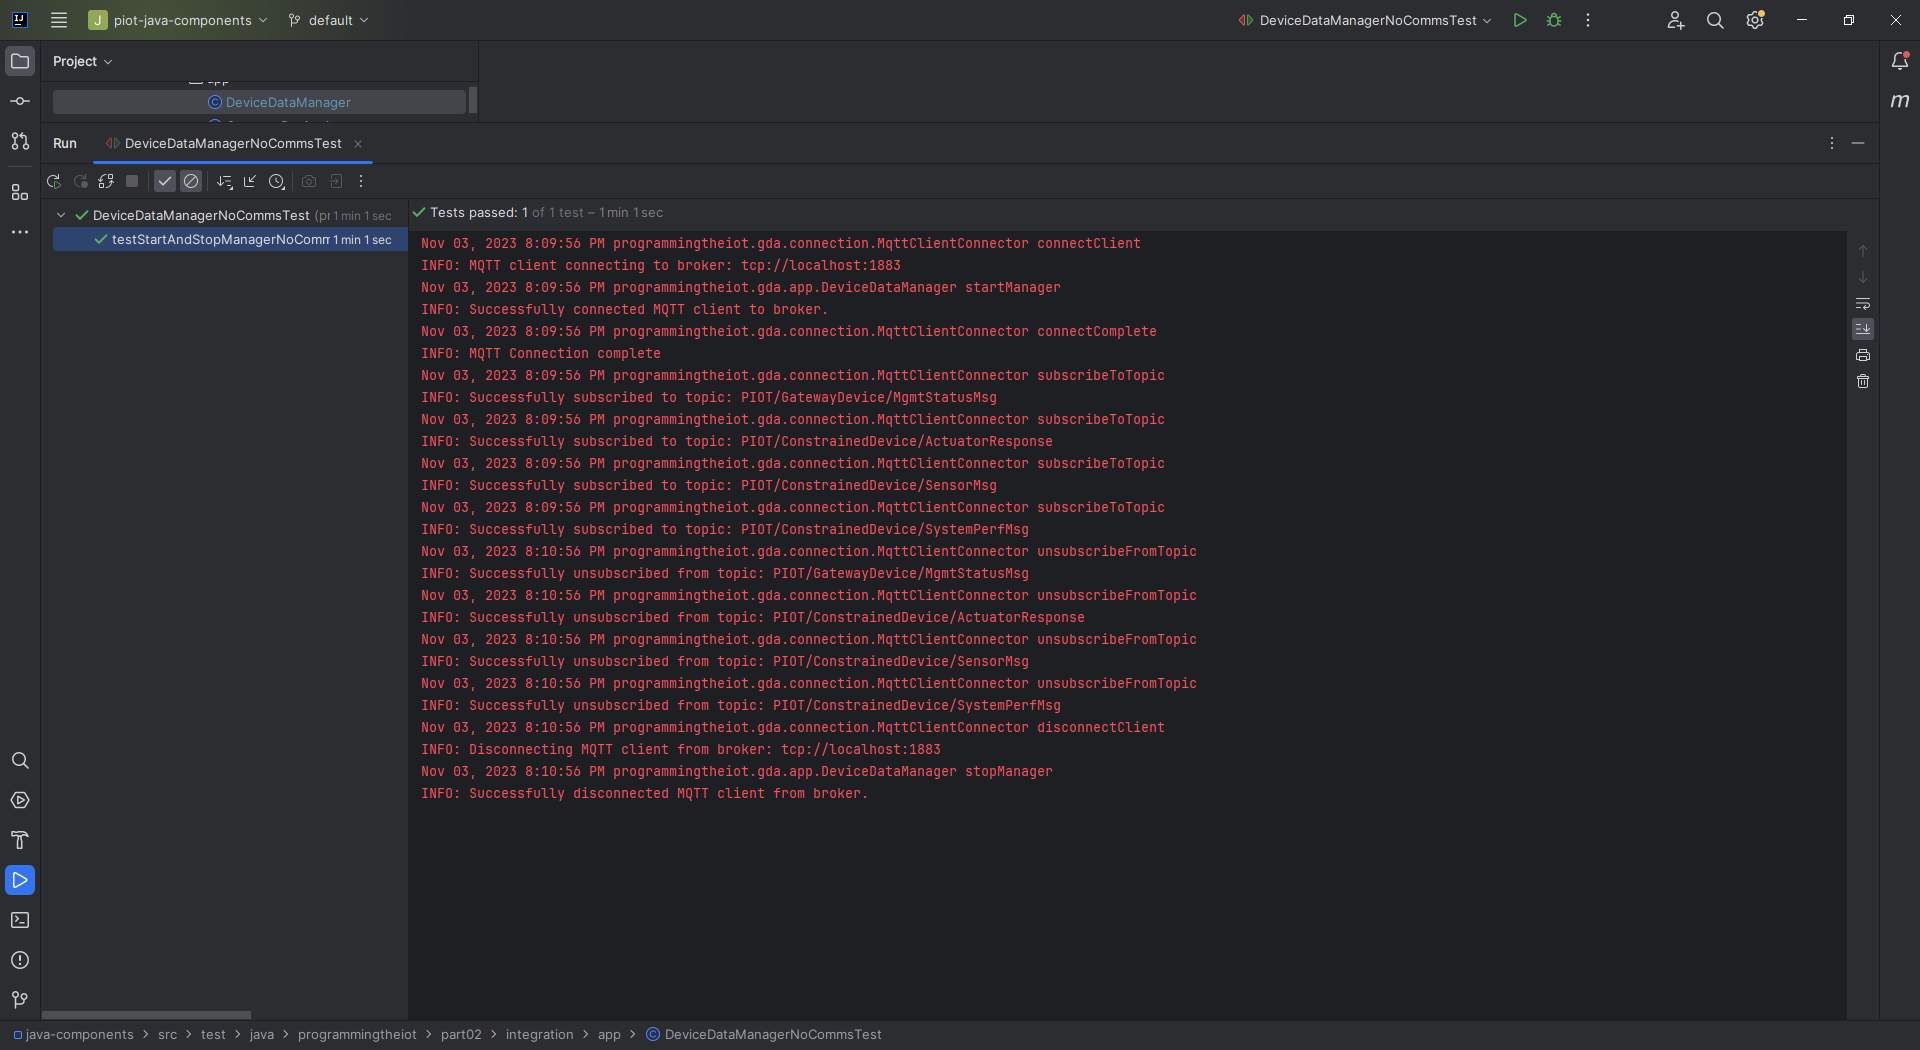 J piot-java-components default DeviceDataManagerNoCommsTest
Project
app
DeviceDataManager
Run DeviceDataManagerNoCommsTest
DeviceDataManagerNoCommsTest (pr 1 min 1 sec
testStartAndStopManagerNoComm 1 min 1 sec
Tests passed: 1 of 1 test – 1 min 1 sec
Nov 03, 2023 8:09:56 PM programmingtheiot.gda.connection.MqttClientConnector connectClient
INFO: MQTT client connecting to broker: tcp://localhost:1883
Nov 03, 2023 8:09:56 PM programmingtheiot.gda.app.DeviceDataManager startManager
INFO: Successfully connected MQTT client to broker.
Nov 03, 2023 8:09:56 PM programmingtheiot.gda.connection.MqttClientConnector connectComplete
INFO: MQTT Connection complete
Nov 03, 2023 8:09:56 PM programmingtheiot.gda.connection.MqttClientConnector subscribeToTopic
INFO: Successfully subscribed to topic: PIOT/GatewayDevice/MgmtStatusMsg
Nov 03, 2023 8:09:56 PM programmingtheiot.gda.connection.MqttClientConnector subscribeToTopic
INFO: Successfully subscribed to topic: PIOT/ConstrainedDevice/ActuatorResponse
Nov 03, 2023 8:09:56 PM programmingtheiot.gda.connection.MqttClientConnector subscribeToTopic
INFO: Successfully subscribed to topic: PIOT/ConstrainedDevice/SensorMsg
Nov 03, 2023 8:09:56 PM programmingtheiot.gda.connection.MqttClientConnector subscribeToTopic
INFO: Successfully subscribed to topic: PIOT/ConstrainedDevice/SystemPerfMsg
Nov 03, 2023 8:10:56 PM programmingtheiot.gda.connection.MqttClientConnector unsubscribeFromTopic
INFO: Successfully unsubscribed from topic: PIOT/GatewayDevice/MgmtStatusMsg
Nov 03, 2023 8:10:56 PM programmingtheiot.gda.connection.MqttClientConnector unsubscribeFromTopic
INFO: Successfully unsubscribed from topic: PIOT/ConstrainedDevice/ActuatorResponse
Nov 03, 2023 8:10:56 PM programmingtheiot.gda.connection.MqttClientConnector unsubscribeFromTopic
INFO: Successfully unsubscribed from topic: PIOT/ConstrainedDevice/SensorMsg
Nov 03, 2023 8:10:56 PM programmingtheiot.gda.connection.MqttClientConnector unsubscribeFromTopic
INFO: Successfully unsubscribed from topic: PIOT/ConstrainedDevice/SystemPerfMsg
Nov 03, 2023 8:10:56 PM programmingtheiot.gda.connection.MqttClientConnector disconnectClient
INFO: Disconnecting MQTT client from broker: tcp://localhost:1883
Nov 03, 2023 8:10:56 PM programmingtheiot.gda.app.DeviceDataManager stopManager
INFO: Successfully disconnected MQTT client from broker.
java-components > src > test > java > programmingtheiot > part02 > integration > app > DeviceDataManagerNoCommsTest